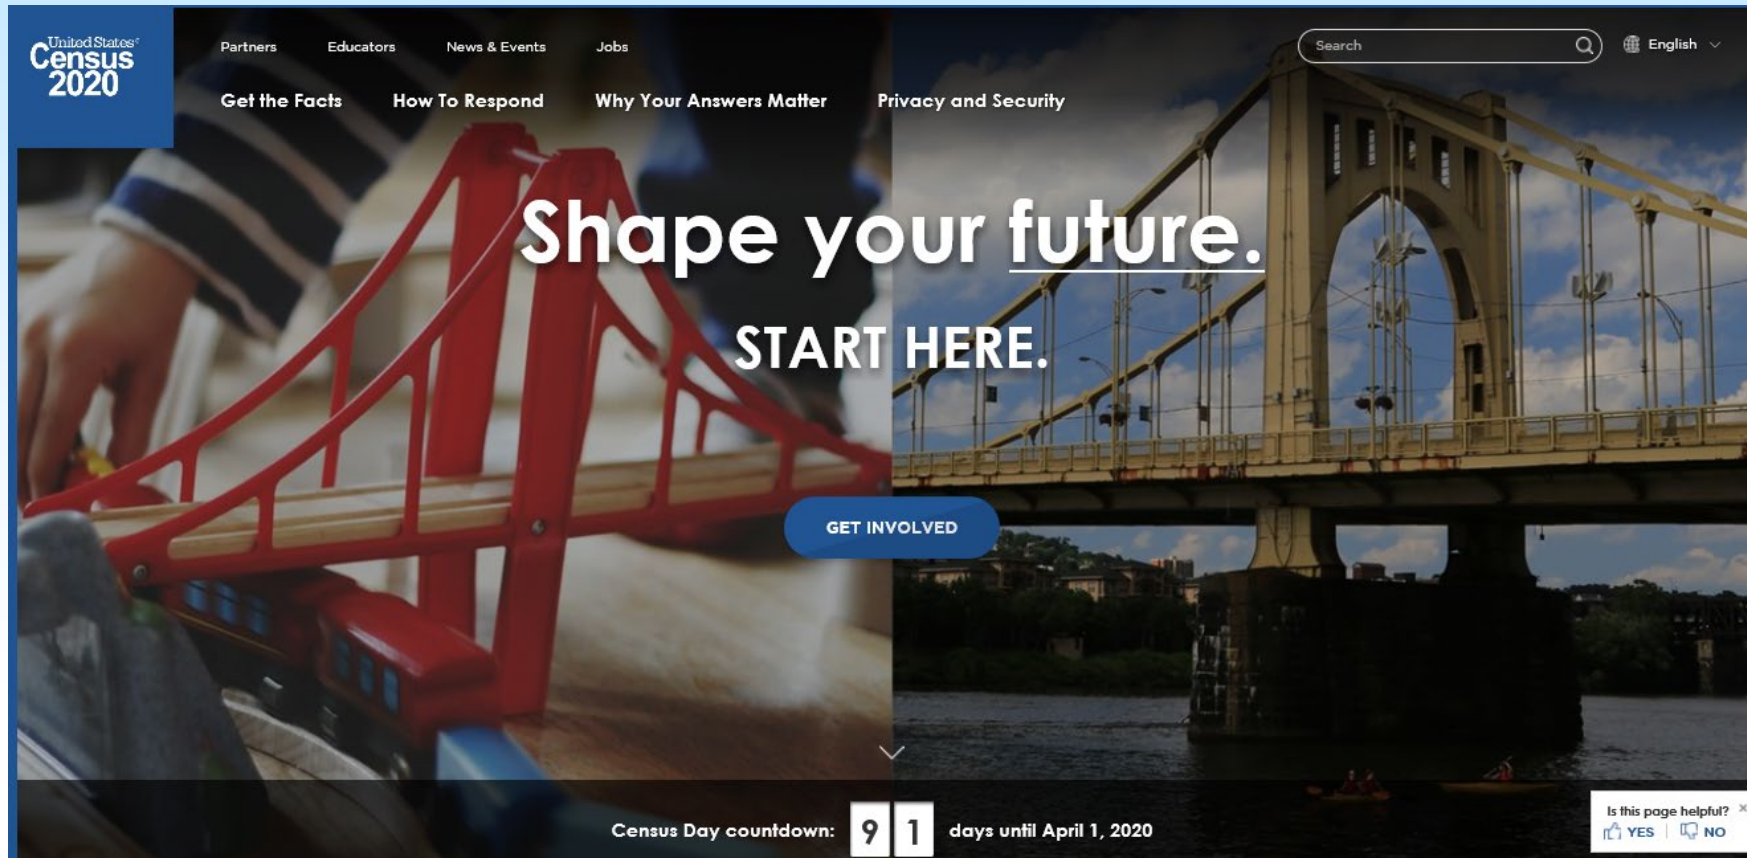 United States®
Census
2020
Partners Educators News & Events Jobs
Search
English
Get the Facts How To Respond Why Your Answers Matter Privacy and Security
Shape your future.
START HERE.
GET INVOLVED
Census Day countdown: 9 1 days until April 1, 2020
Is this page helpful? ×
YES NO